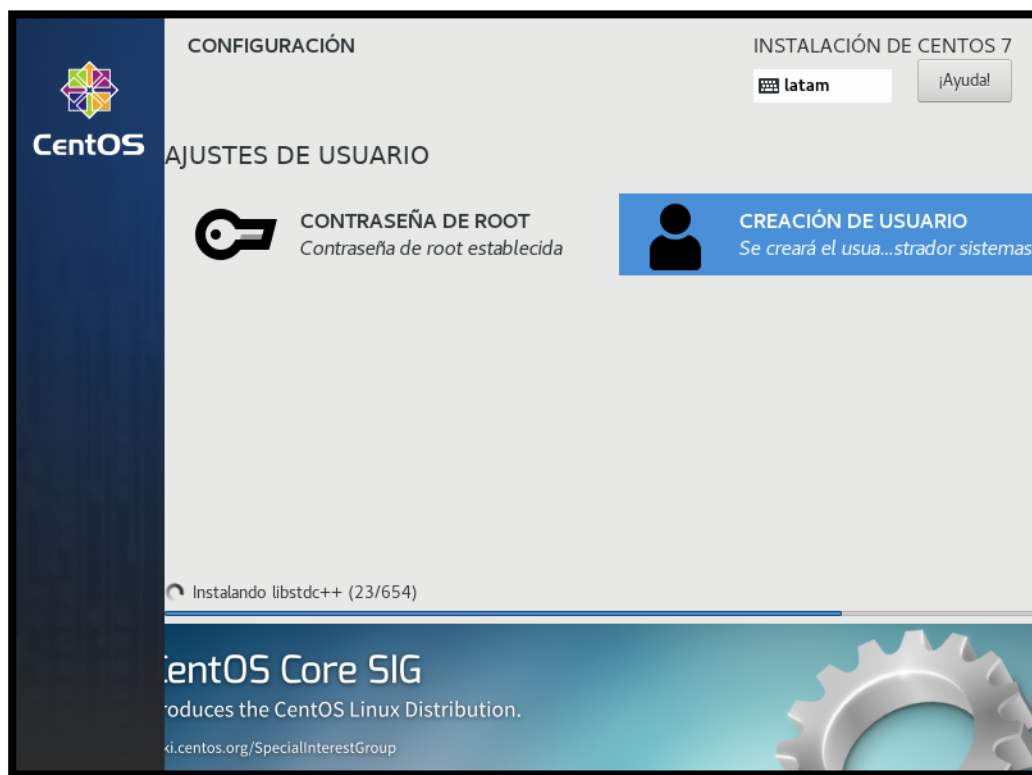 CONFIGURACIÓN
INSTALACIÓN DE CENTOS 7
latam
¡Ayuda!
CentOS
AJUSTES DE USUARIO
CONTRASEÑA DE ROOT
Contraseña de root establecida
CREACIÓN DE USUARIO
Se creará el usua...strador sistemas
Instalando libstdc++ (23/654)
entOS Core SIG
oduces the CentOS Linux Distribution.
ki.centos.org/SpecialInterestGroup